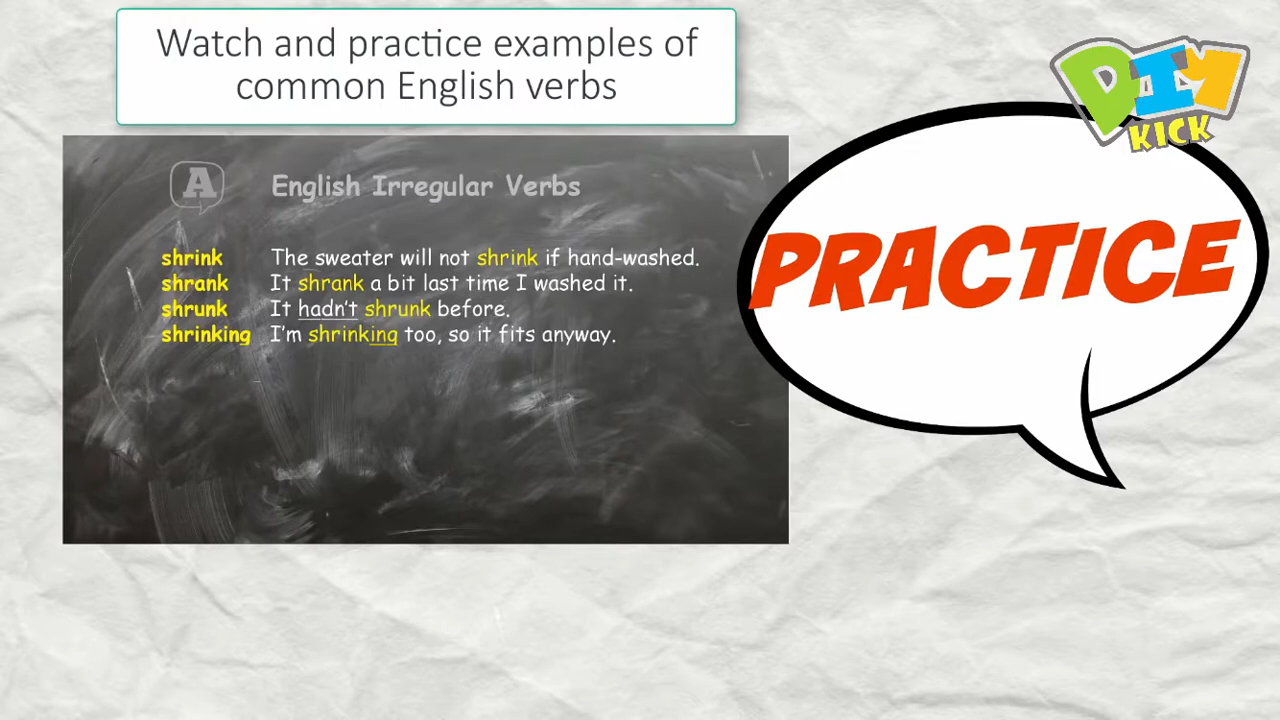 Watch and practice examples of
common English verbs
DIY
KICK
PRACTICE
A
English Irregular Verbs
shrink The sweater will not shrink if hand-washed.
shrank It shrank a bit last time I washed it.
shrunk It hadn't shrunk before.
shrinking I'm shrinking too, so it fits anyway.